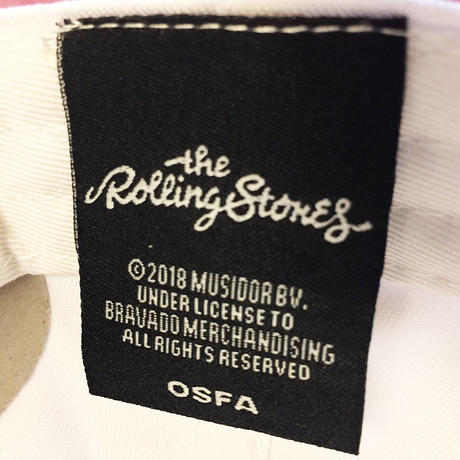 the
Rolling Stones
©2018 MUSIDOR BV.
UNDER LICENSE TO
BRAVADO MERCHANDISING
ALL RIGHTS RESERVED
OSFA